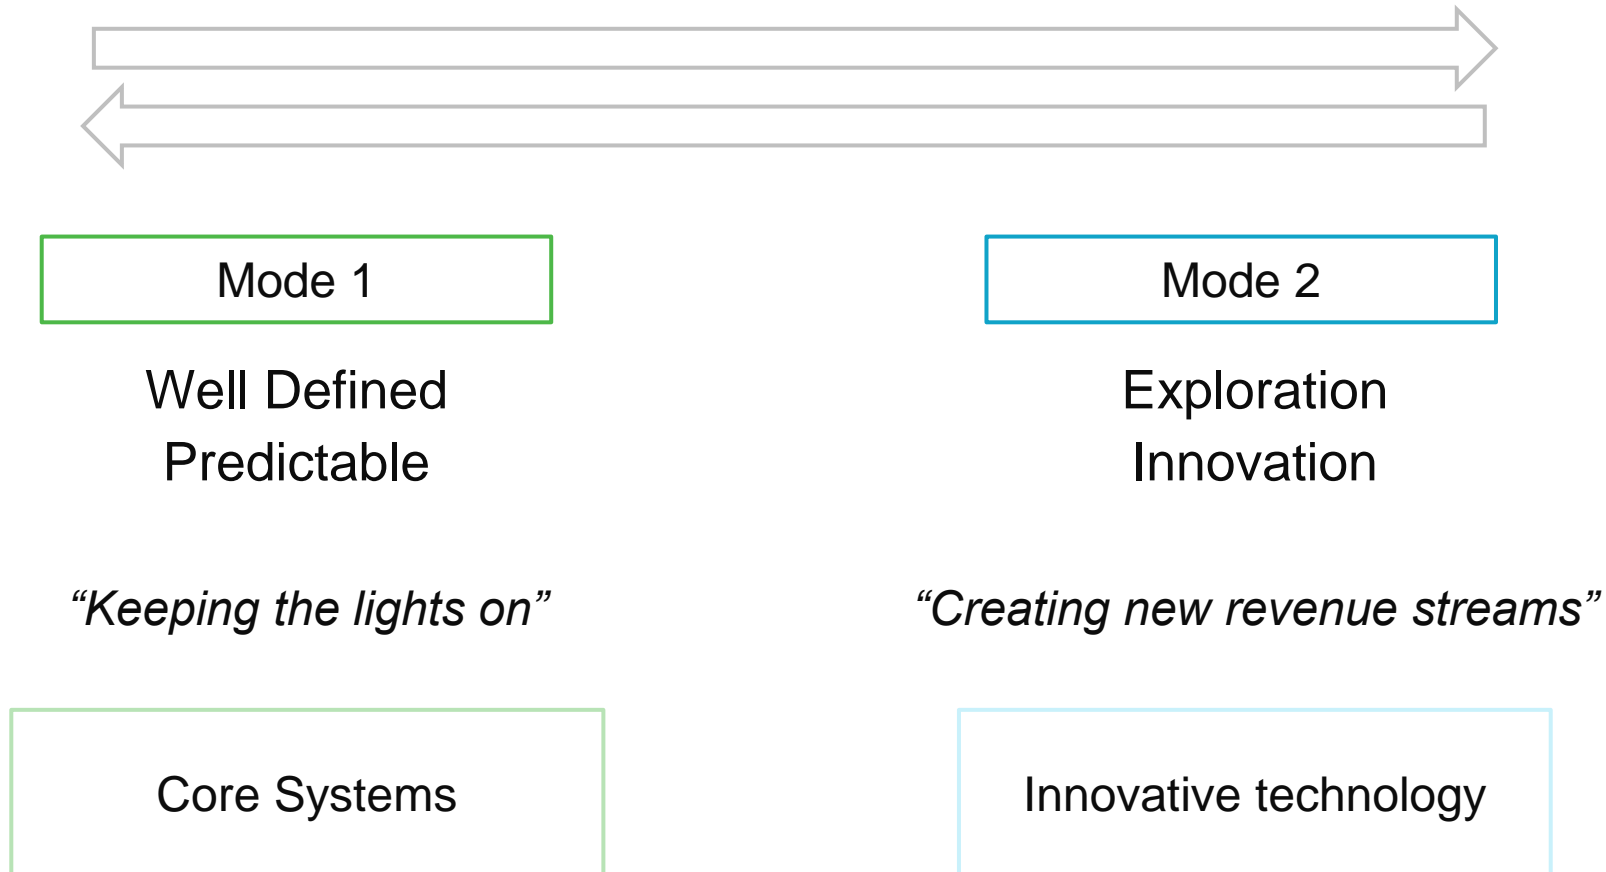 Mode 1
Mode 2
Well Defined
Predictable
Exploration
Innovation
“Keeping the lights on”
“Creating new revenue streams”
Core Systems
Innovative technology